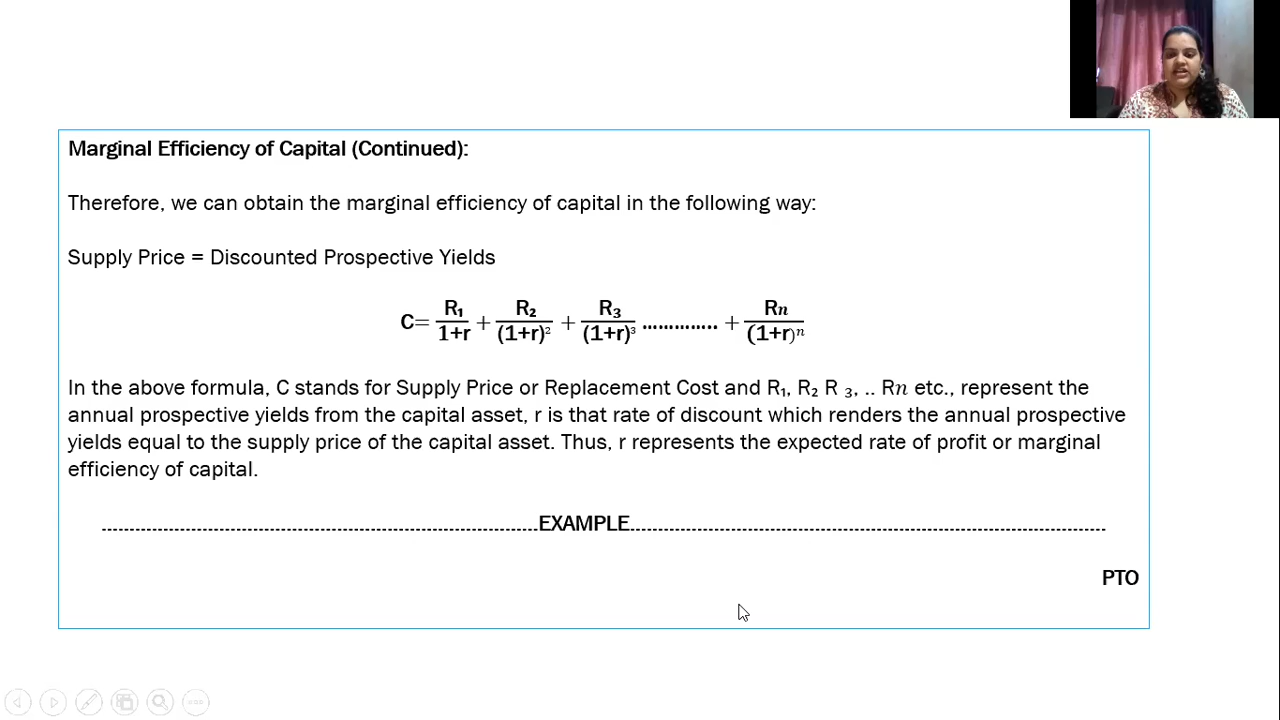 Marginal Efficiency of Capital (Continued):
Therefore, we can obtain the marginal efficiency of capital in the following way:
Supply Price = Discounted Prospective Yields
C= R₁/1+r + R₂/(1+r)² + R₃/(1+r)³ ............. + R𝑛/(1+r)ⁿ
In the above formula, C stands for Supply Price or Replacement Cost and R₁, R₂ R ₃, .. R𝑛 etc., represent the
annual prospective yields from the capital asset, r is that rate of discount which renders the annual prospective
yields equal to the supply price of the capital asset. Thus, r represents the expected rate of profit or marginal
efficiency of capital.
...............................................................................EXAMPLE......................................................................................
PTO